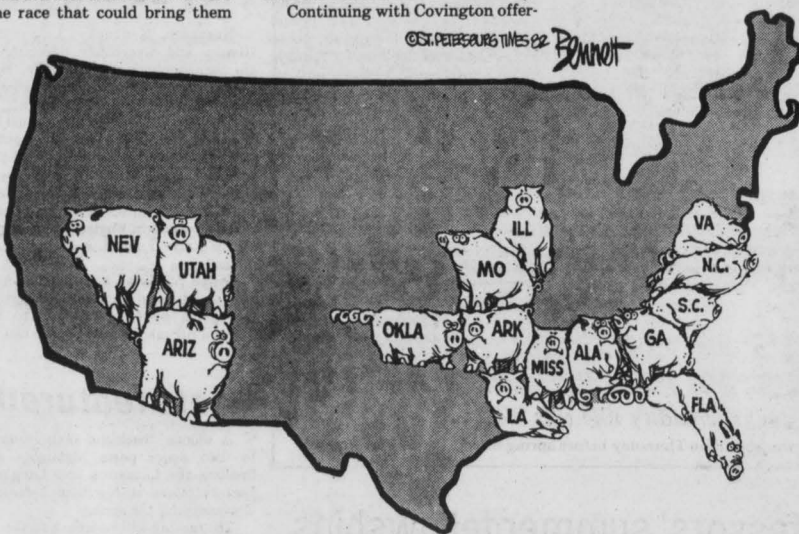 ne race that could bring them
Continuing with Covington offer-
©ST. PETERSBURG TIMES 82 Bennett
NEV
UTAH
ARIZ
ILL
MO
OKLA
ARK
MISS
ALA
LA
VA
N.C.
S.C.
GA
FLA